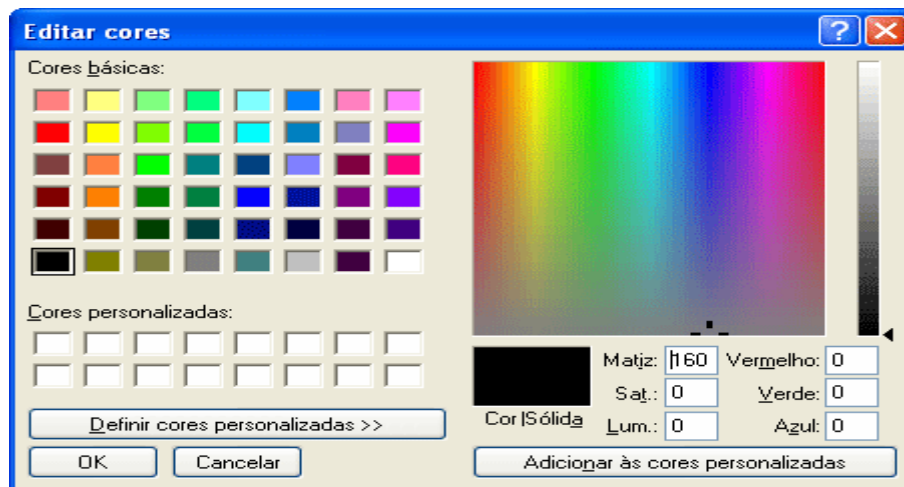 Editar cores
Cores básicas:
Cores personalizadas:
Definir cores personalizadas >>
OK Cancelar
Cor|Sólida
Matiz: 160 Vermelho: 0
Sat.: 0 Verde: 0
Lum.: 0 Azul: 0
Adicionar às cores personalizadas